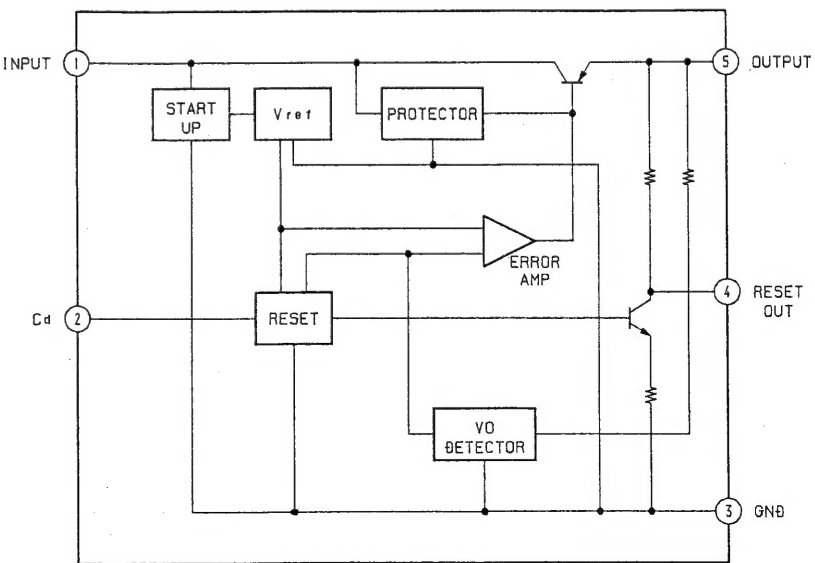 INPUT 1
5 OUTPUT
START
UP
Vref
PROTECTOR
ERROR
AMP
Cd 2
RESET
4 RESET
OUT
VO
DETECTOR
3 GND